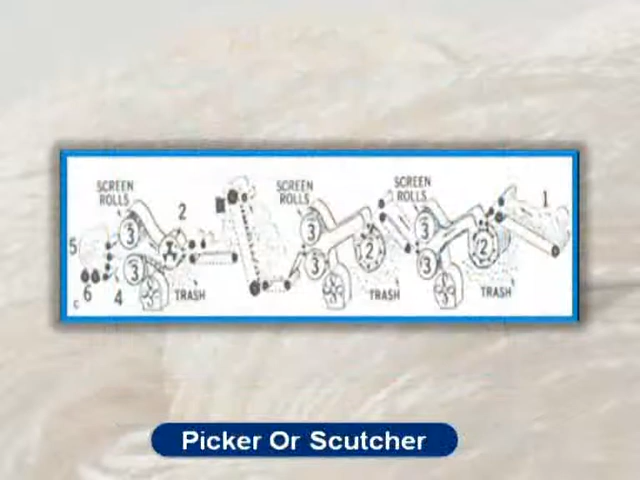 SCREEN
ROLLS
SCREEN
ROLLS
SCREEN
ROLLS
1
2
3
3
2
3
3
2
3
3
5
6
4
TRASH
TRASH
TRASH
C
Picker Or Scutcher